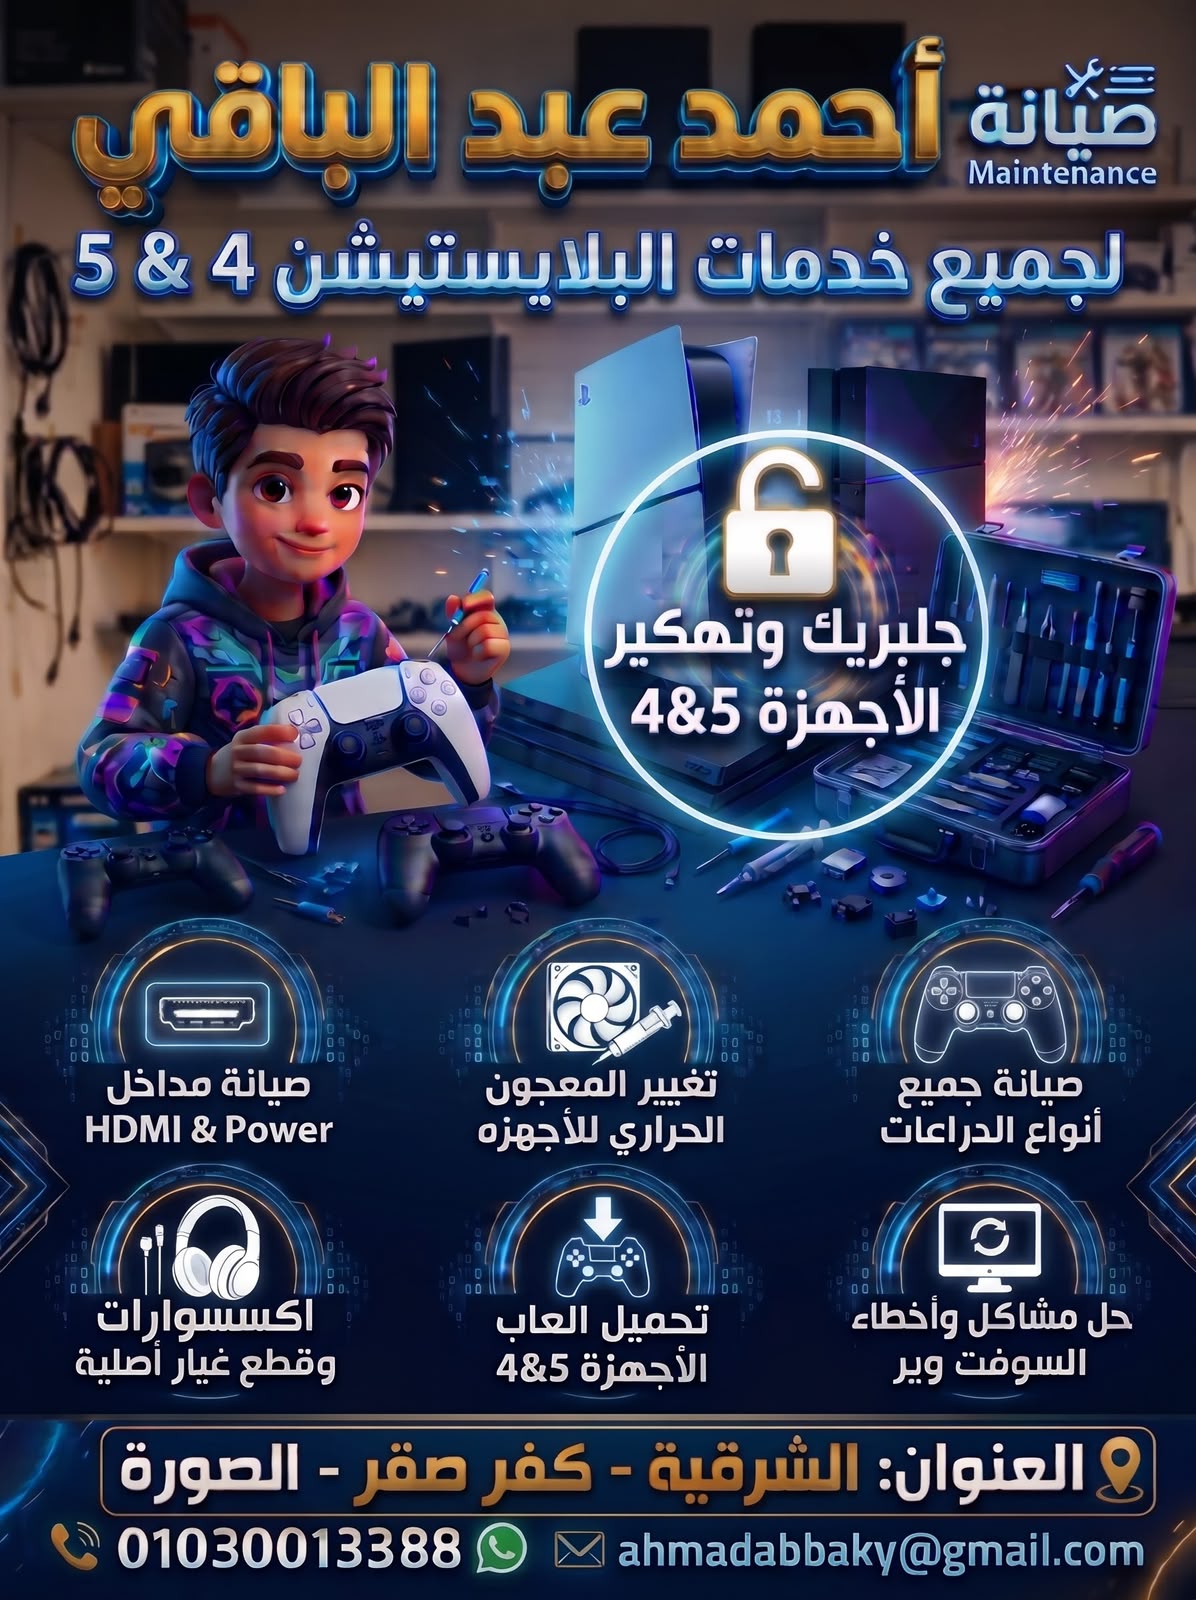 صيانة
Maintenance
أحمد عبد الباقي
لجميع خدمات البلايستيشن 4 & 5
جلبريك وتهكير
الأجهزة 5&4
صيانة جميع
أنواع الدراعات
تغيير المعجون
الحراري للأجهزه
صيانة مداخل
HDMI & Power
حل مشاكل وأخطاء
السوفت وير
تحميل العاب
الأجهزة 5&4
اكسسوارات
وقطع غيار أصلية
العنوان: الشرقية - كفر صقر - الصورة
01030013388
ahmadabbaky@gmail.com